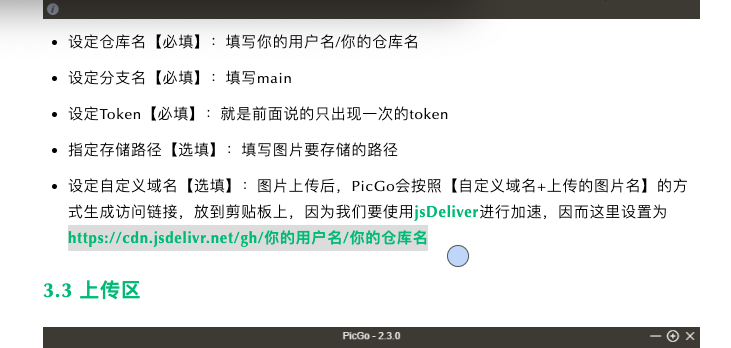 设定仓库名【必填】：填写你的用户名/你的仓库名
设定分支名【必填】：填写main
设定Token【必填】：就是前面说的只出现一次的token
指定存储路径【选填】：填写图片要存储的路径
设定自定义域名【选填】：图片上传后，PicGo会按照【自定义域名+上传的图片名】的方
式生成访问链接，放到剪贴板上，因为我们要使用jsDeliver进行加速，因而这里设置为
https://cdn.jsdelivr.net/gh/你的用户名/你的仓库名
3.3 上传区
PicGo - 2.3.0